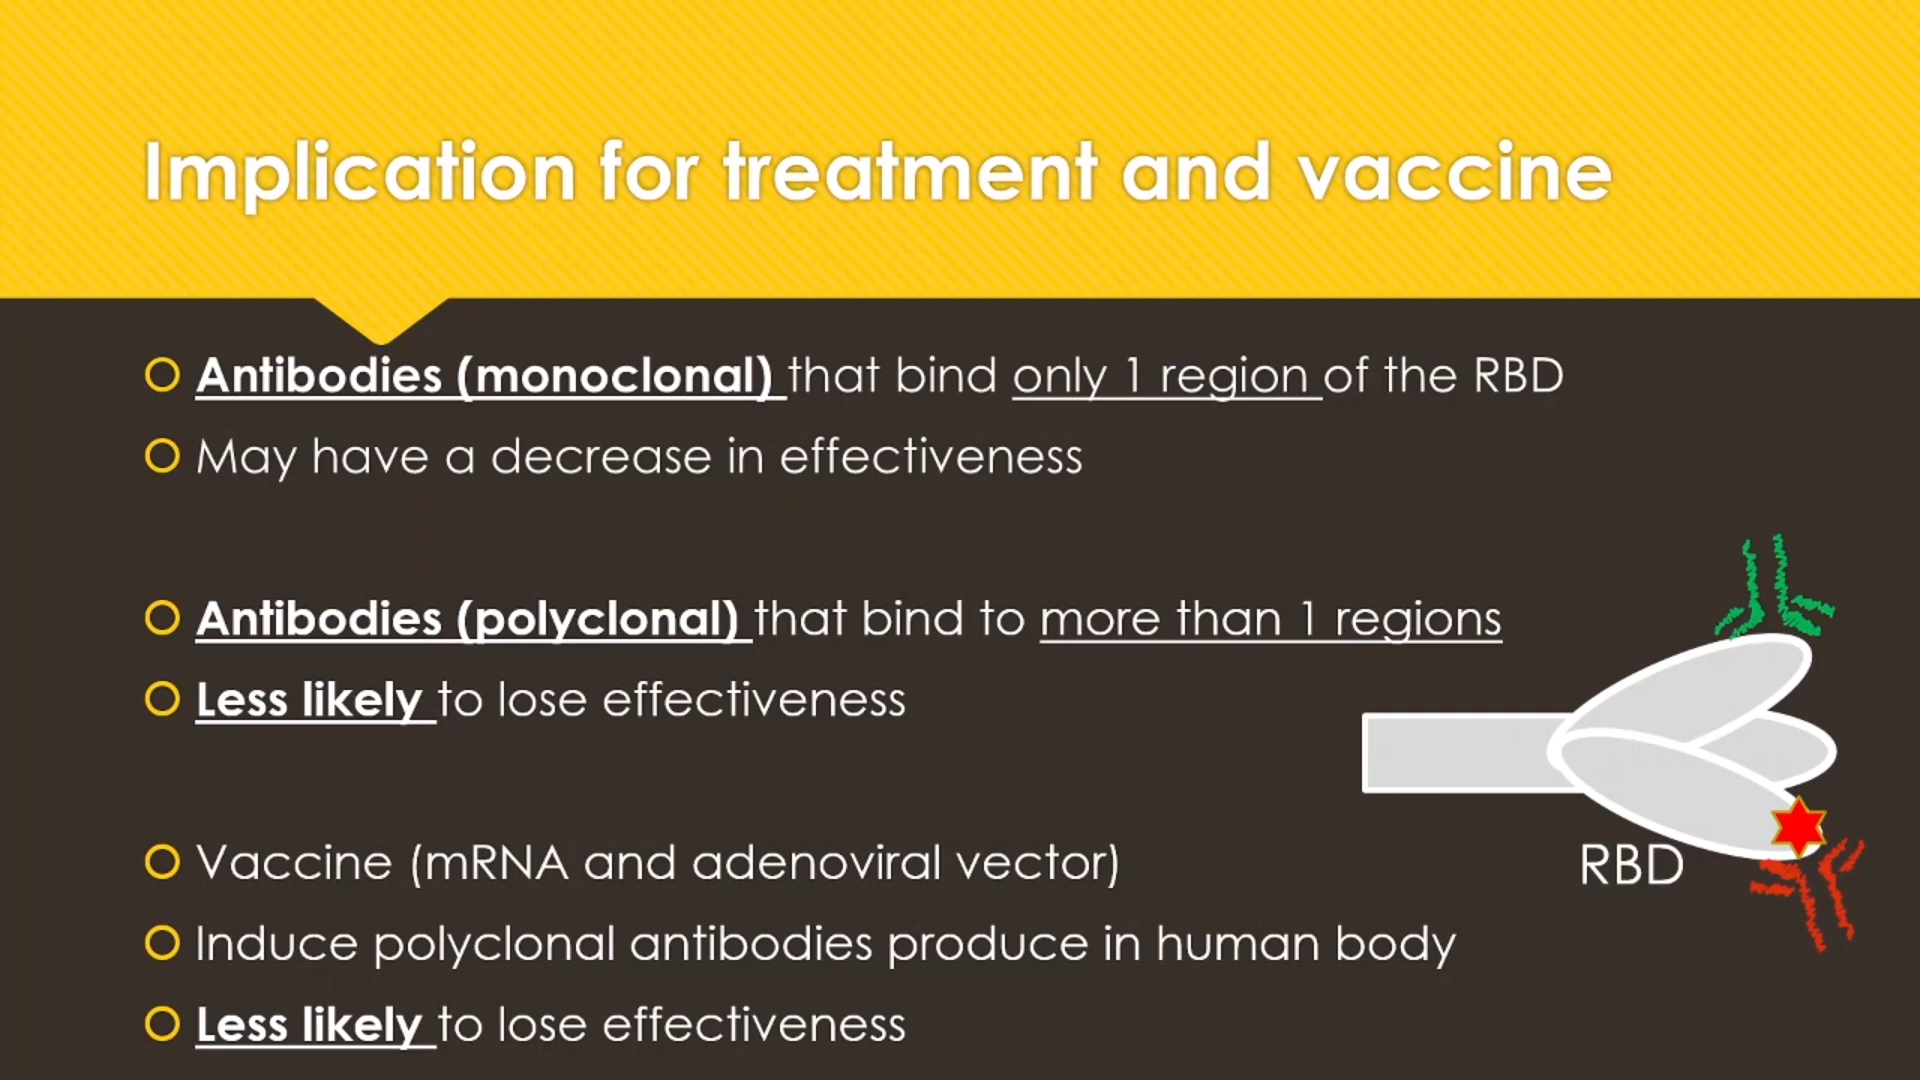 Implication for treatment and vaccine
Antibodies (monoclonal) that bind only 1 region of the RBD
May have a decrease in effectiveness
Antibodies (polyclonal) that bind to more than 1 regions
Less likely to lose effectiveness
Vaccine (mRNA and adenoviral vector)
RBD
Induce polyclonal antibodies produce in human body
Less likely to lose effectiveness